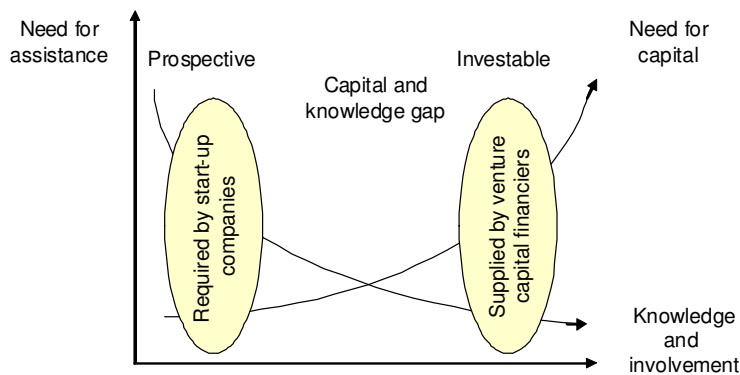 Need for
assistance
Prospective
Capital and
knowledge gap
Investable
Need for
capital
Required by start-up
companies
Supplied by venture
capital financiers
Knowledge
and
involvement